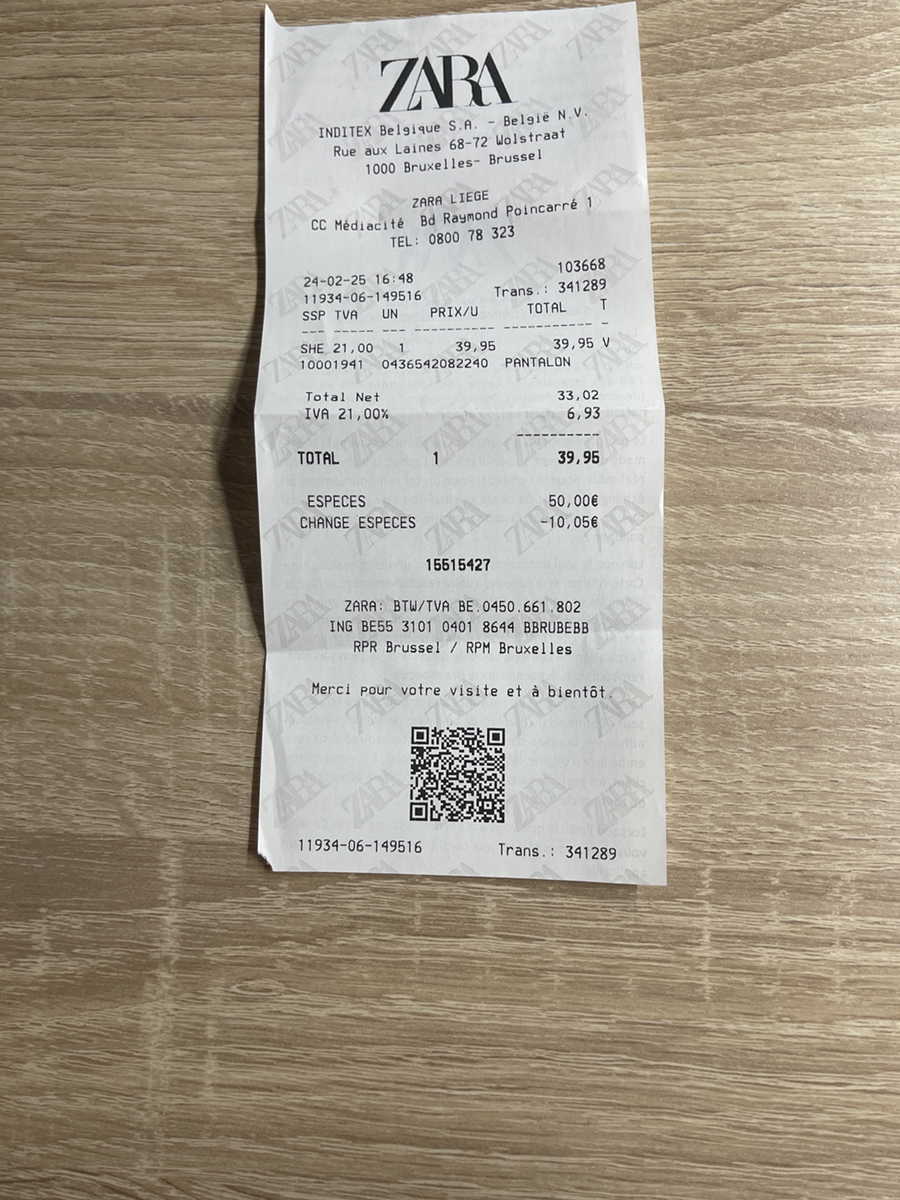 ZARA
INDITEX Belgique S.A. - België N.V.
Rue aux Laines 68-72 Wolstraat
1000 Bruxelles- Brussel
ZARA LIEGE
CC Médiacité Bd Raymond Poincarré 1
TEL: 0800 78 323
103668
24-02-25 16:48
11934-06-149516 Trans.: 341289
SSP TVA UN PRIX/U TOTAL T
--- ----- --- ---------- ----------- -
SHE 21,00 1 39,95 39,95 V
10001941 0436542082240 PANTALON
Total Net 33,02
IVA 21,00% 6,93
----------
TOTAL 1 39,95
ESPECES 50,00€
CHANGE ESPECES -10,05€
15515427
ZARA: BTW/TVA BE.0450.661.802
ING BE55 3101 0401 8644 BBRUBEBB
RPR Brussel / RPM Bruxelles
Merci pour votre visite et à bientôt.
11934-06-149516 Trans.: 341289